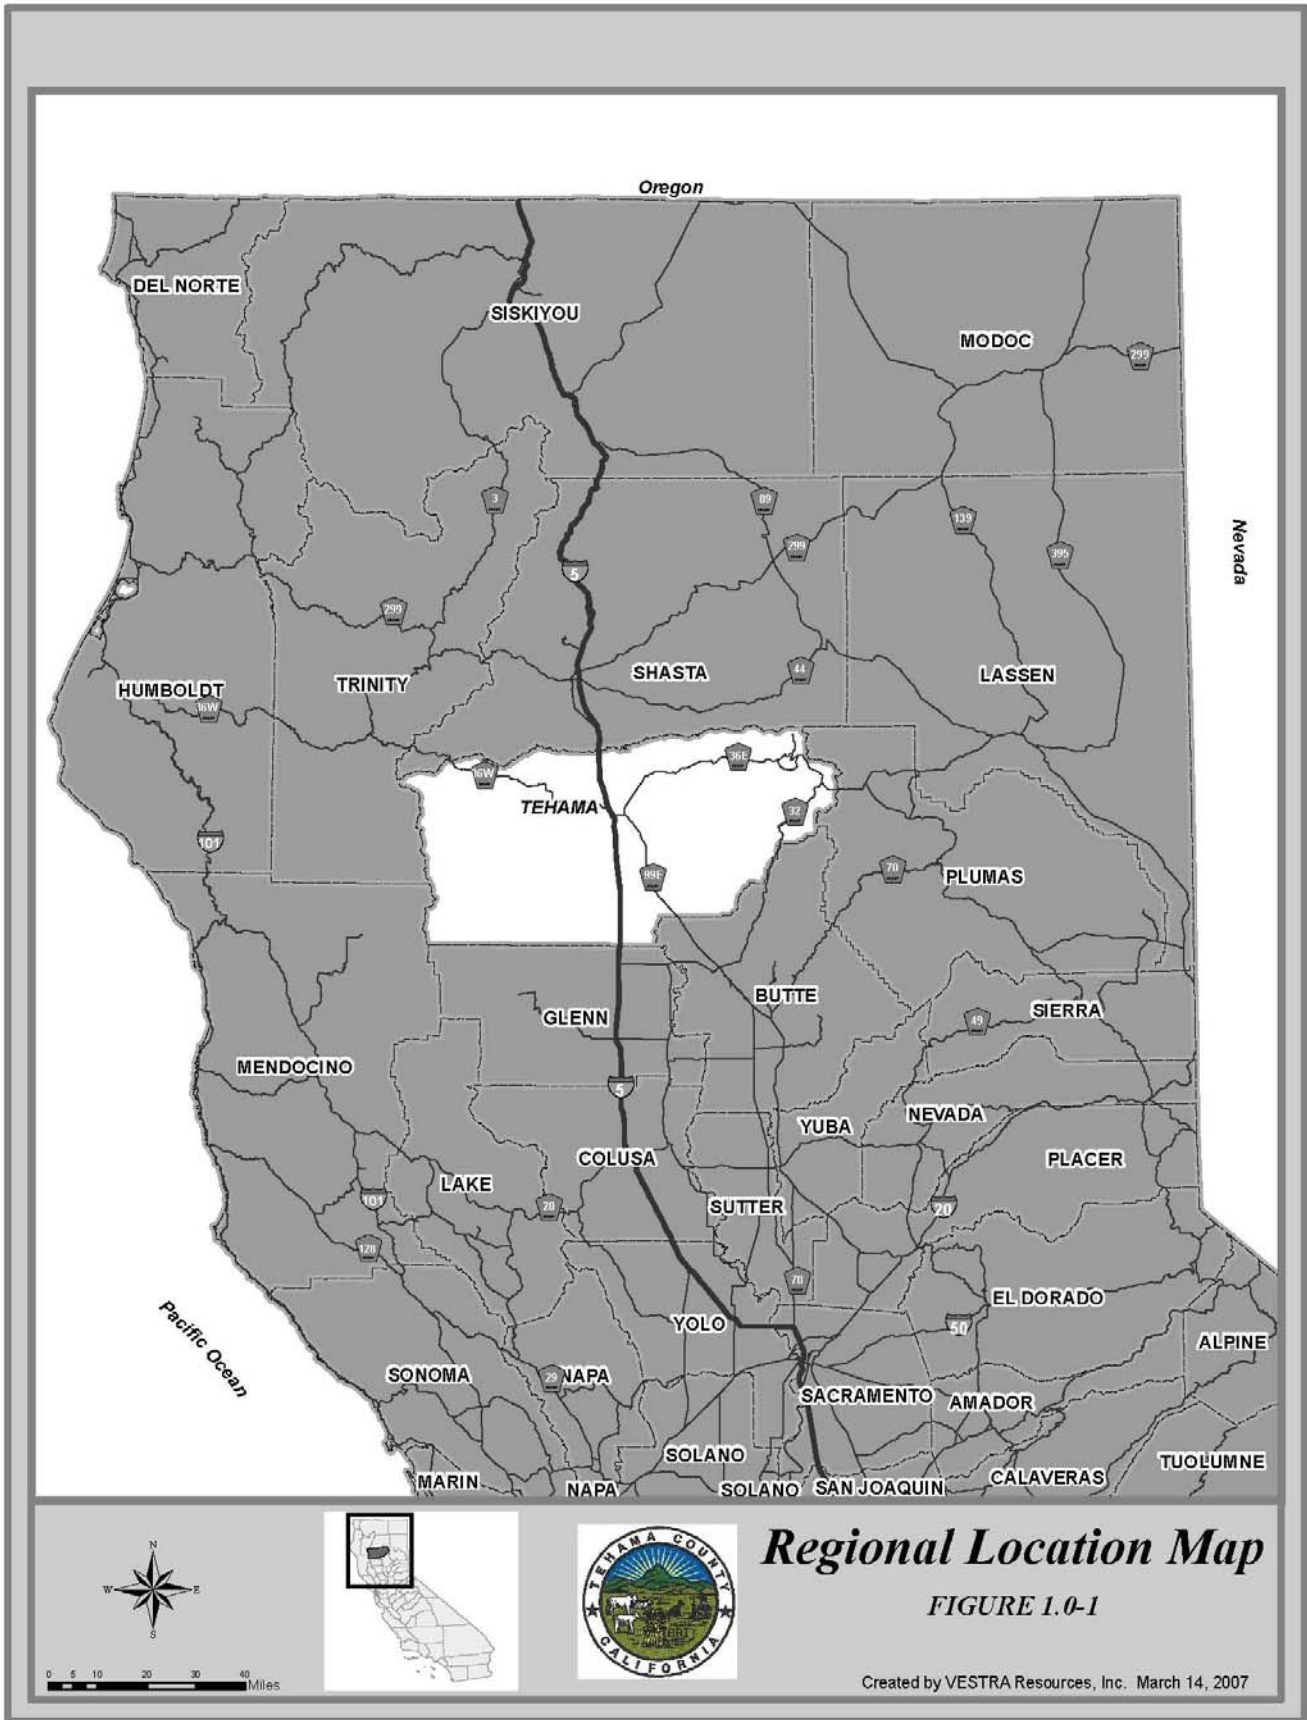 Oregon
DEL NORTE
SISKIYOU
MODOC
299
3
89
139
299
395
Nevada
5
299
SHASTA
44
LASSEN
TRINITY
HUMBOLDT
36W
36W
36E
TEHAMA
32
101
99E
70
PLUMAS
BUTTE
GLENN
49
SIERRA
MENDOCINO
5
YUBA
NEVADA
COLUSA
PLACER
LAKE
101
20
SUTTER
20
128
70
EL DORADO
Pacific Ocean
YOLO
50
ALPINE
SONOMA
29
NAPA
SACRAMENTO
AMADOR
SOLANO
TUOLUMNE
MARIN
NAPA
SOLANO
SAN JOAQUIN
CALAVERAS
N
W
E
S
0 5 10 20 30 40
Miles
TEHAMA COUNTY
CALIFORNIA
Regional Location Map
FIGURE 1.0-1
Created by VESTRA Resources, Inc. March 14, 2007